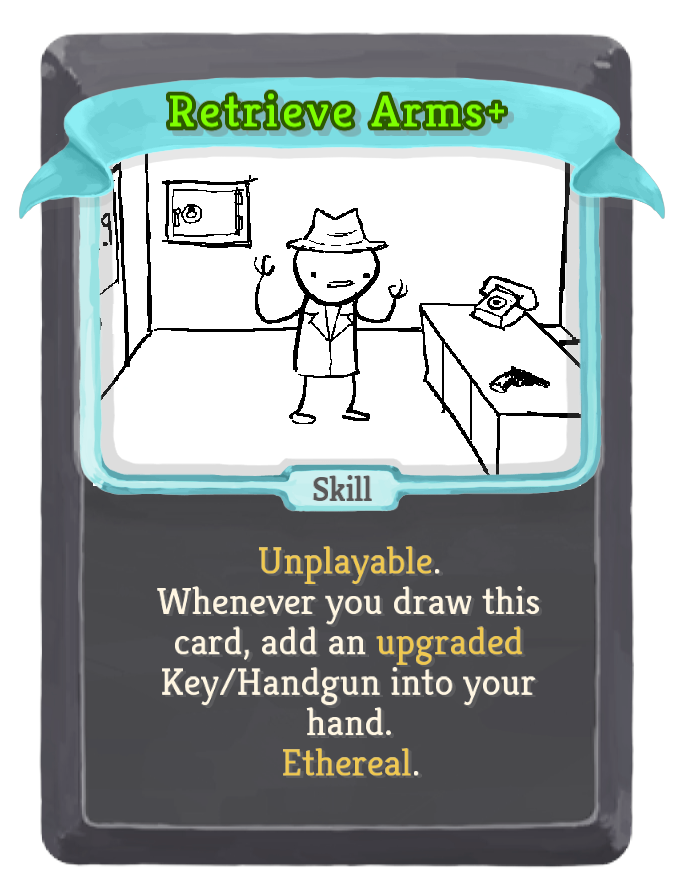 Retrieve Arms+
Skill
Unplayable.
Whenever you draw this
card, add an upgraded
Key/Handgun into your
hand.
Ethereal.